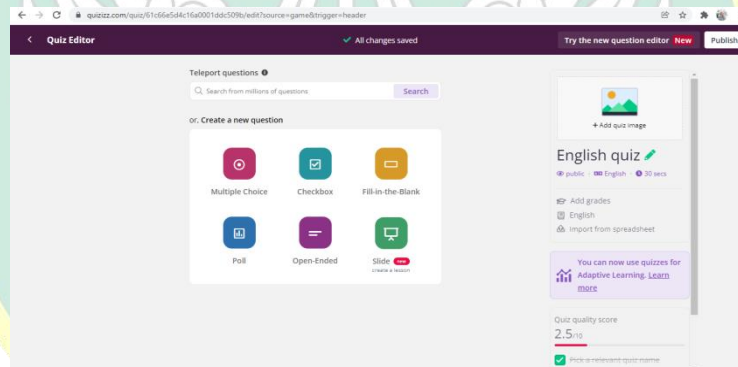 quizizz.com/quiz/61c66e5d4c16a0001ddc509b/edit?source=game&trigger=header
Quiz Editor
All changes saved
Try the new question editor New
Publish
Teleport questions
Search from millions of questions
Search
or, Create a new question
Multiple Choice
Checkbox
Fill-in-the-Blank
Poll
Open-Ended
Slide new
create a lesson
+ Add quiz image
English quiz
public · English · 30 secs
Add grades
English
Import from spreadsheet
You can now use quizzes for
Adaptive Learning. Learn
more
Quiz quality score
2.5/10
Pick a relevant quiz name